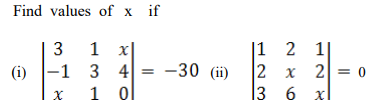 Find values of x if
| 3 1 x| |1 2 1|
(i) |−1 3 4| = −30 (ii) |2 x 2| = 0
| x 1 0| |3 6 x|